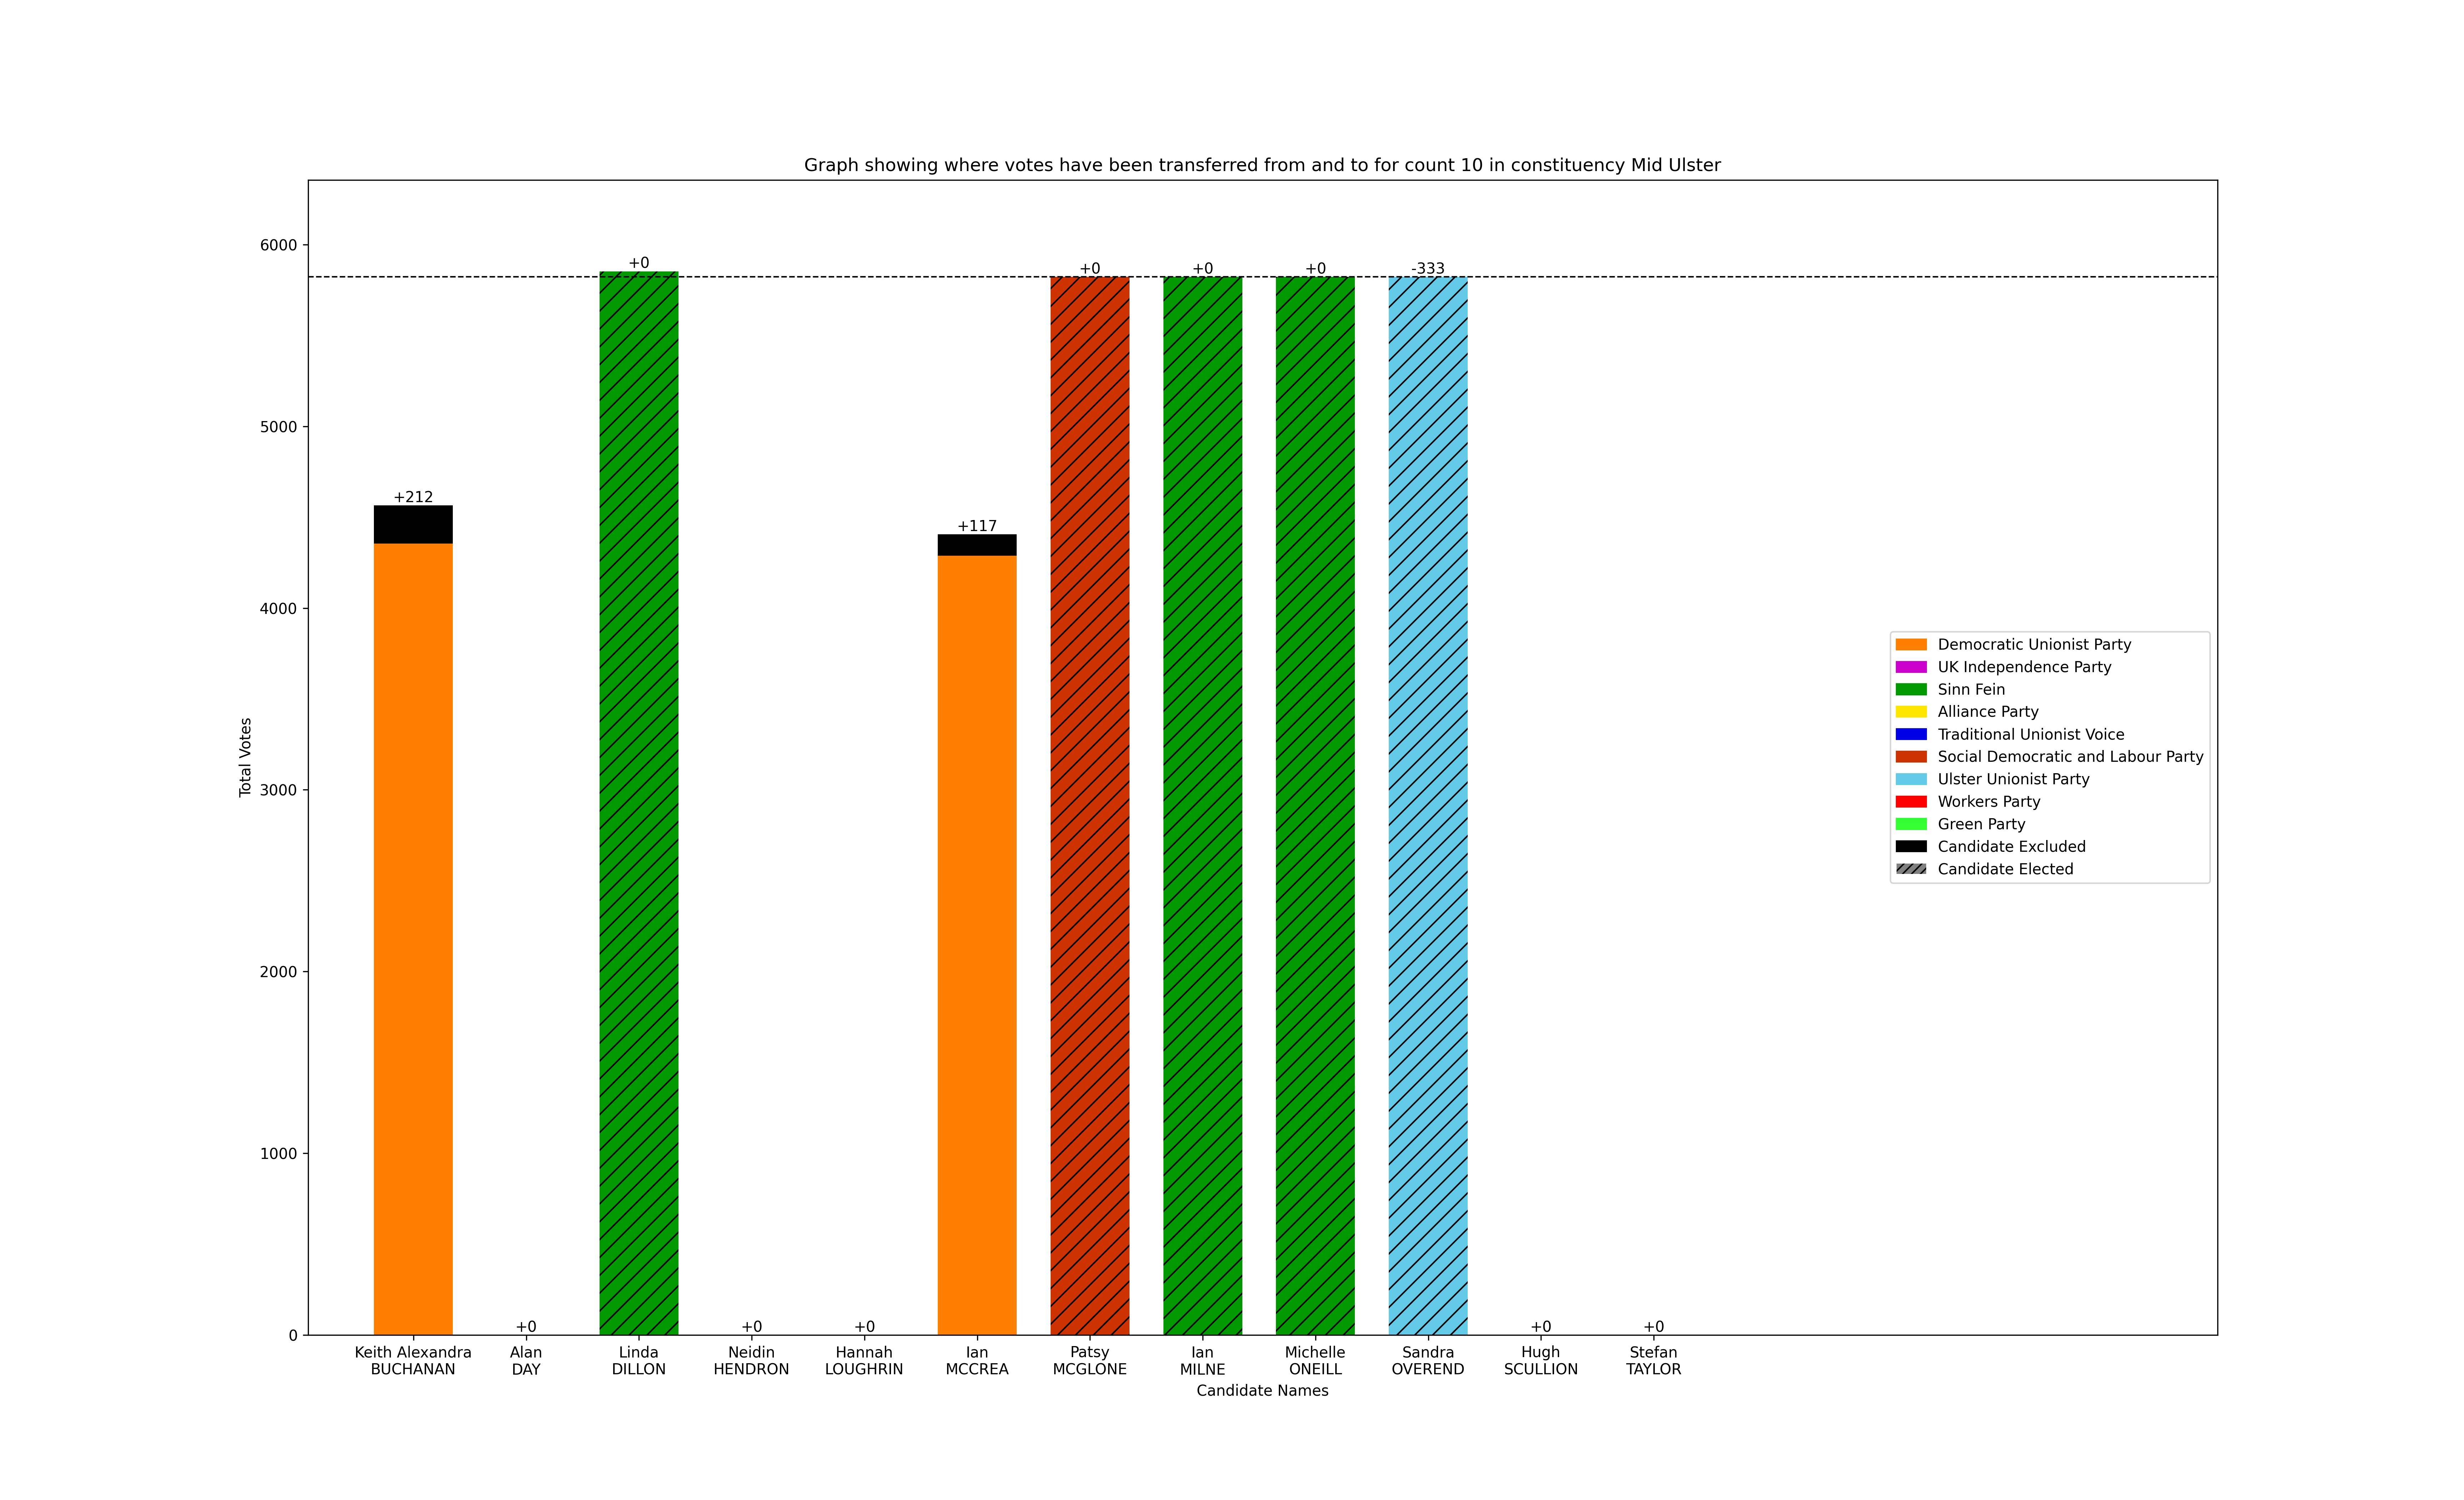 Graph showing where votes have been transferred from and to for count 10 in constituency Mid Ulster
Total Votes
6000
5000
4000
3000
2000
1000
0
+212
+0
+0
+0
+0
+117
+0
+0
+0
-333
+0
+0
Keith Alexandra
BUCHANAN
Alan
DAY
Linda
DILLON
Neidin
HENDRON
Hannah
LOUGHRIN
Ian
MCCREA
Patsy
MCGLONE
Ian
MILNE
Michelle
ONEILL
Sandra
OVEREND
Hugh
SCULLION
Stefan
TAYLOR
Candidate Names
Democratic Unionist Party
UK Independence Party
Sinn Fein
Alliance Party
Traditional Unionist Voice
Social Democratic and Labour Party
Ulster Unionist Party
Workers Party
Green Party
Candidate Excluded
Candidate Elected